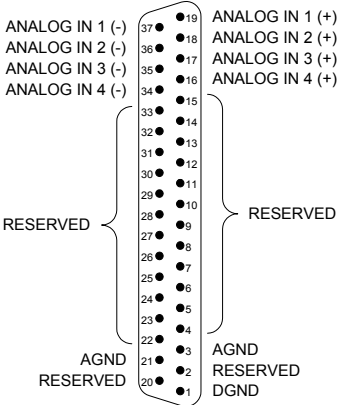 19 ANALOG IN 1 (+)
ANALOG IN 1 (-) 37
18 ANALOG IN 2 (+)
ANALOG IN 2 (-) 36
17 ANALOG IN 3 (+)
ANALOG IN 3 (-) 35
16 ANALOG IN 4 (+)
ANALOG IN 4 (-) 34
15
33
14
32
13
31
12
30
11
29
10
28
9
RESERVED
RESERVED
27
8
26
7
25
6
24
5
23
4
22
3 AGND
AGND 21
2 RESERVED
RESERVED 20
1 DGND